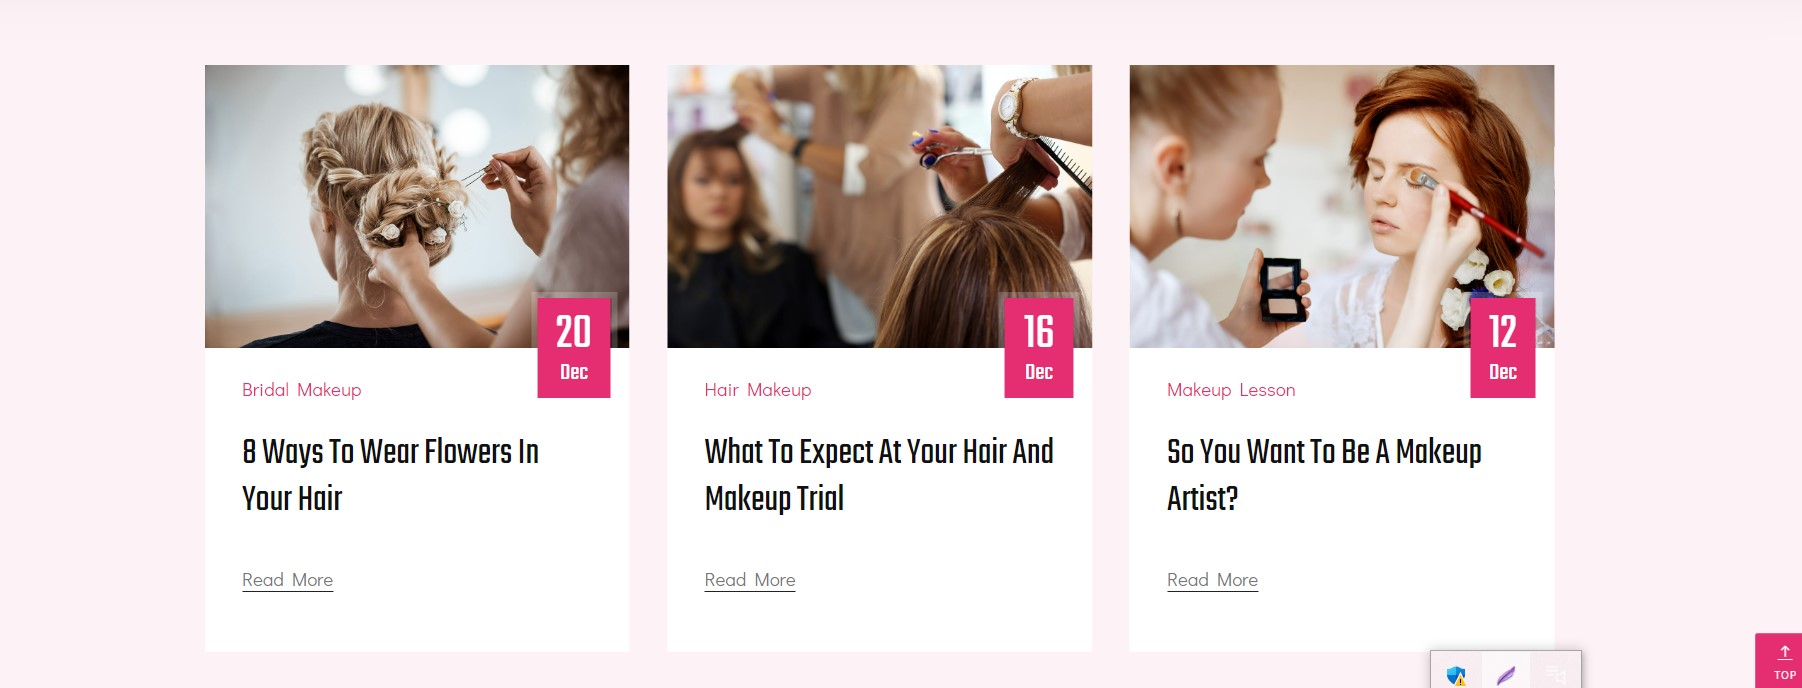 20
Dec
Bridal Makeup
8 Ways To Wear Flowers In
Your Hair
Read More
16
Dec
Hair Makeup
What To Expect At Your Hair And
Makeup Trial
Read More
12
Dec
Makeup Lesson
So You Want To Be A Makeup
Artist?
Read More
TOP